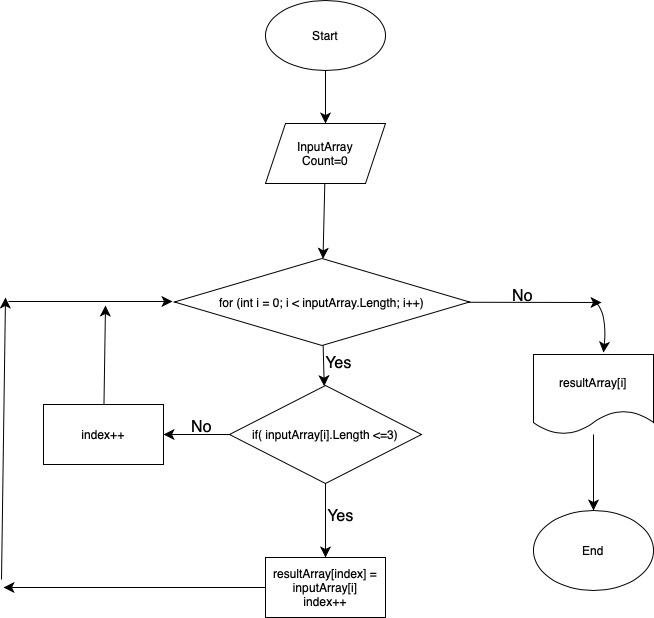 Start
InputArray
Count=0
for (int i = 0; i < inputArray.Length; i++)
No
Yes
resultArray[i]
index++
No
if( inputArray[i].Length <=3)
Yes
End
resultArray[index] =
inputArray[i]
index++